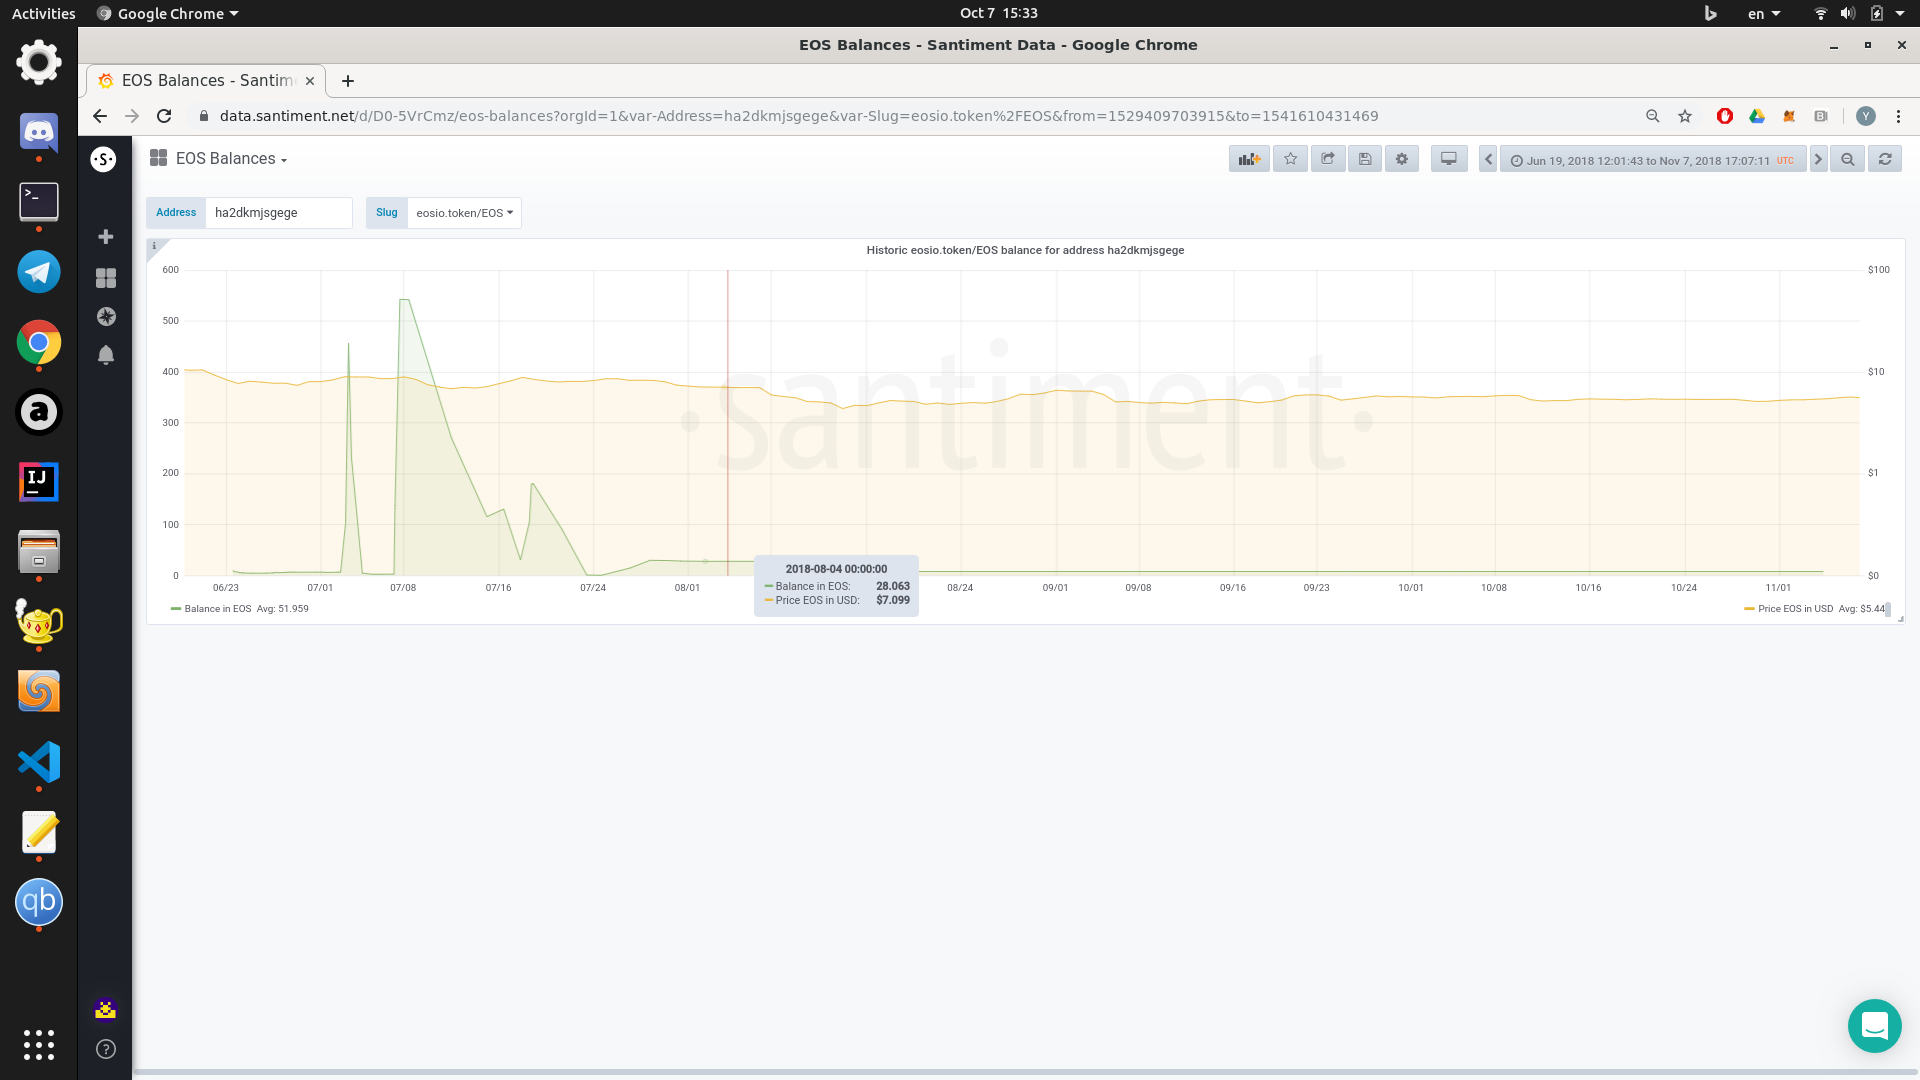 Activities
Google Chrome
Oct 7 15:33
en
EOS Balances - Santiment Data - Google Chrome
EOS Balances - Santim
data.santiment.net/d/D0-5VrCmz/eos-balances?orgId=1&var-Address=ha2dkmjsgege&var-Slug=eosio.token%2FEOS&from=1529409703915&to=1541610431469
Y
·S·
EOS Balances
Jun 19, 2018 12:01:43 to Nov 7, 2018 17:07:11 UTC
Address
ha2dkmjsgege
Slug
eosio.token/EOS
i
Historic eosio.token/EOS balance for address ha2dkmjsgege
600
500
400
300
200
100
0
$100
$10
$1
$0
·santiment·
06/23 07/01 07/08 07/16 07/24 08/01 08/24 09/01 09/08 09/16 09/23 10/01 10/08 10/16 10/24 11/01
2018-08-04 00:00:00
Balance in EOS: 28.063
Price EOS in USD: $7.099
Balance in EOS Avg: 51.959
Price EOS in USD Avg: $5.44
>_
a
IJ
qb
?